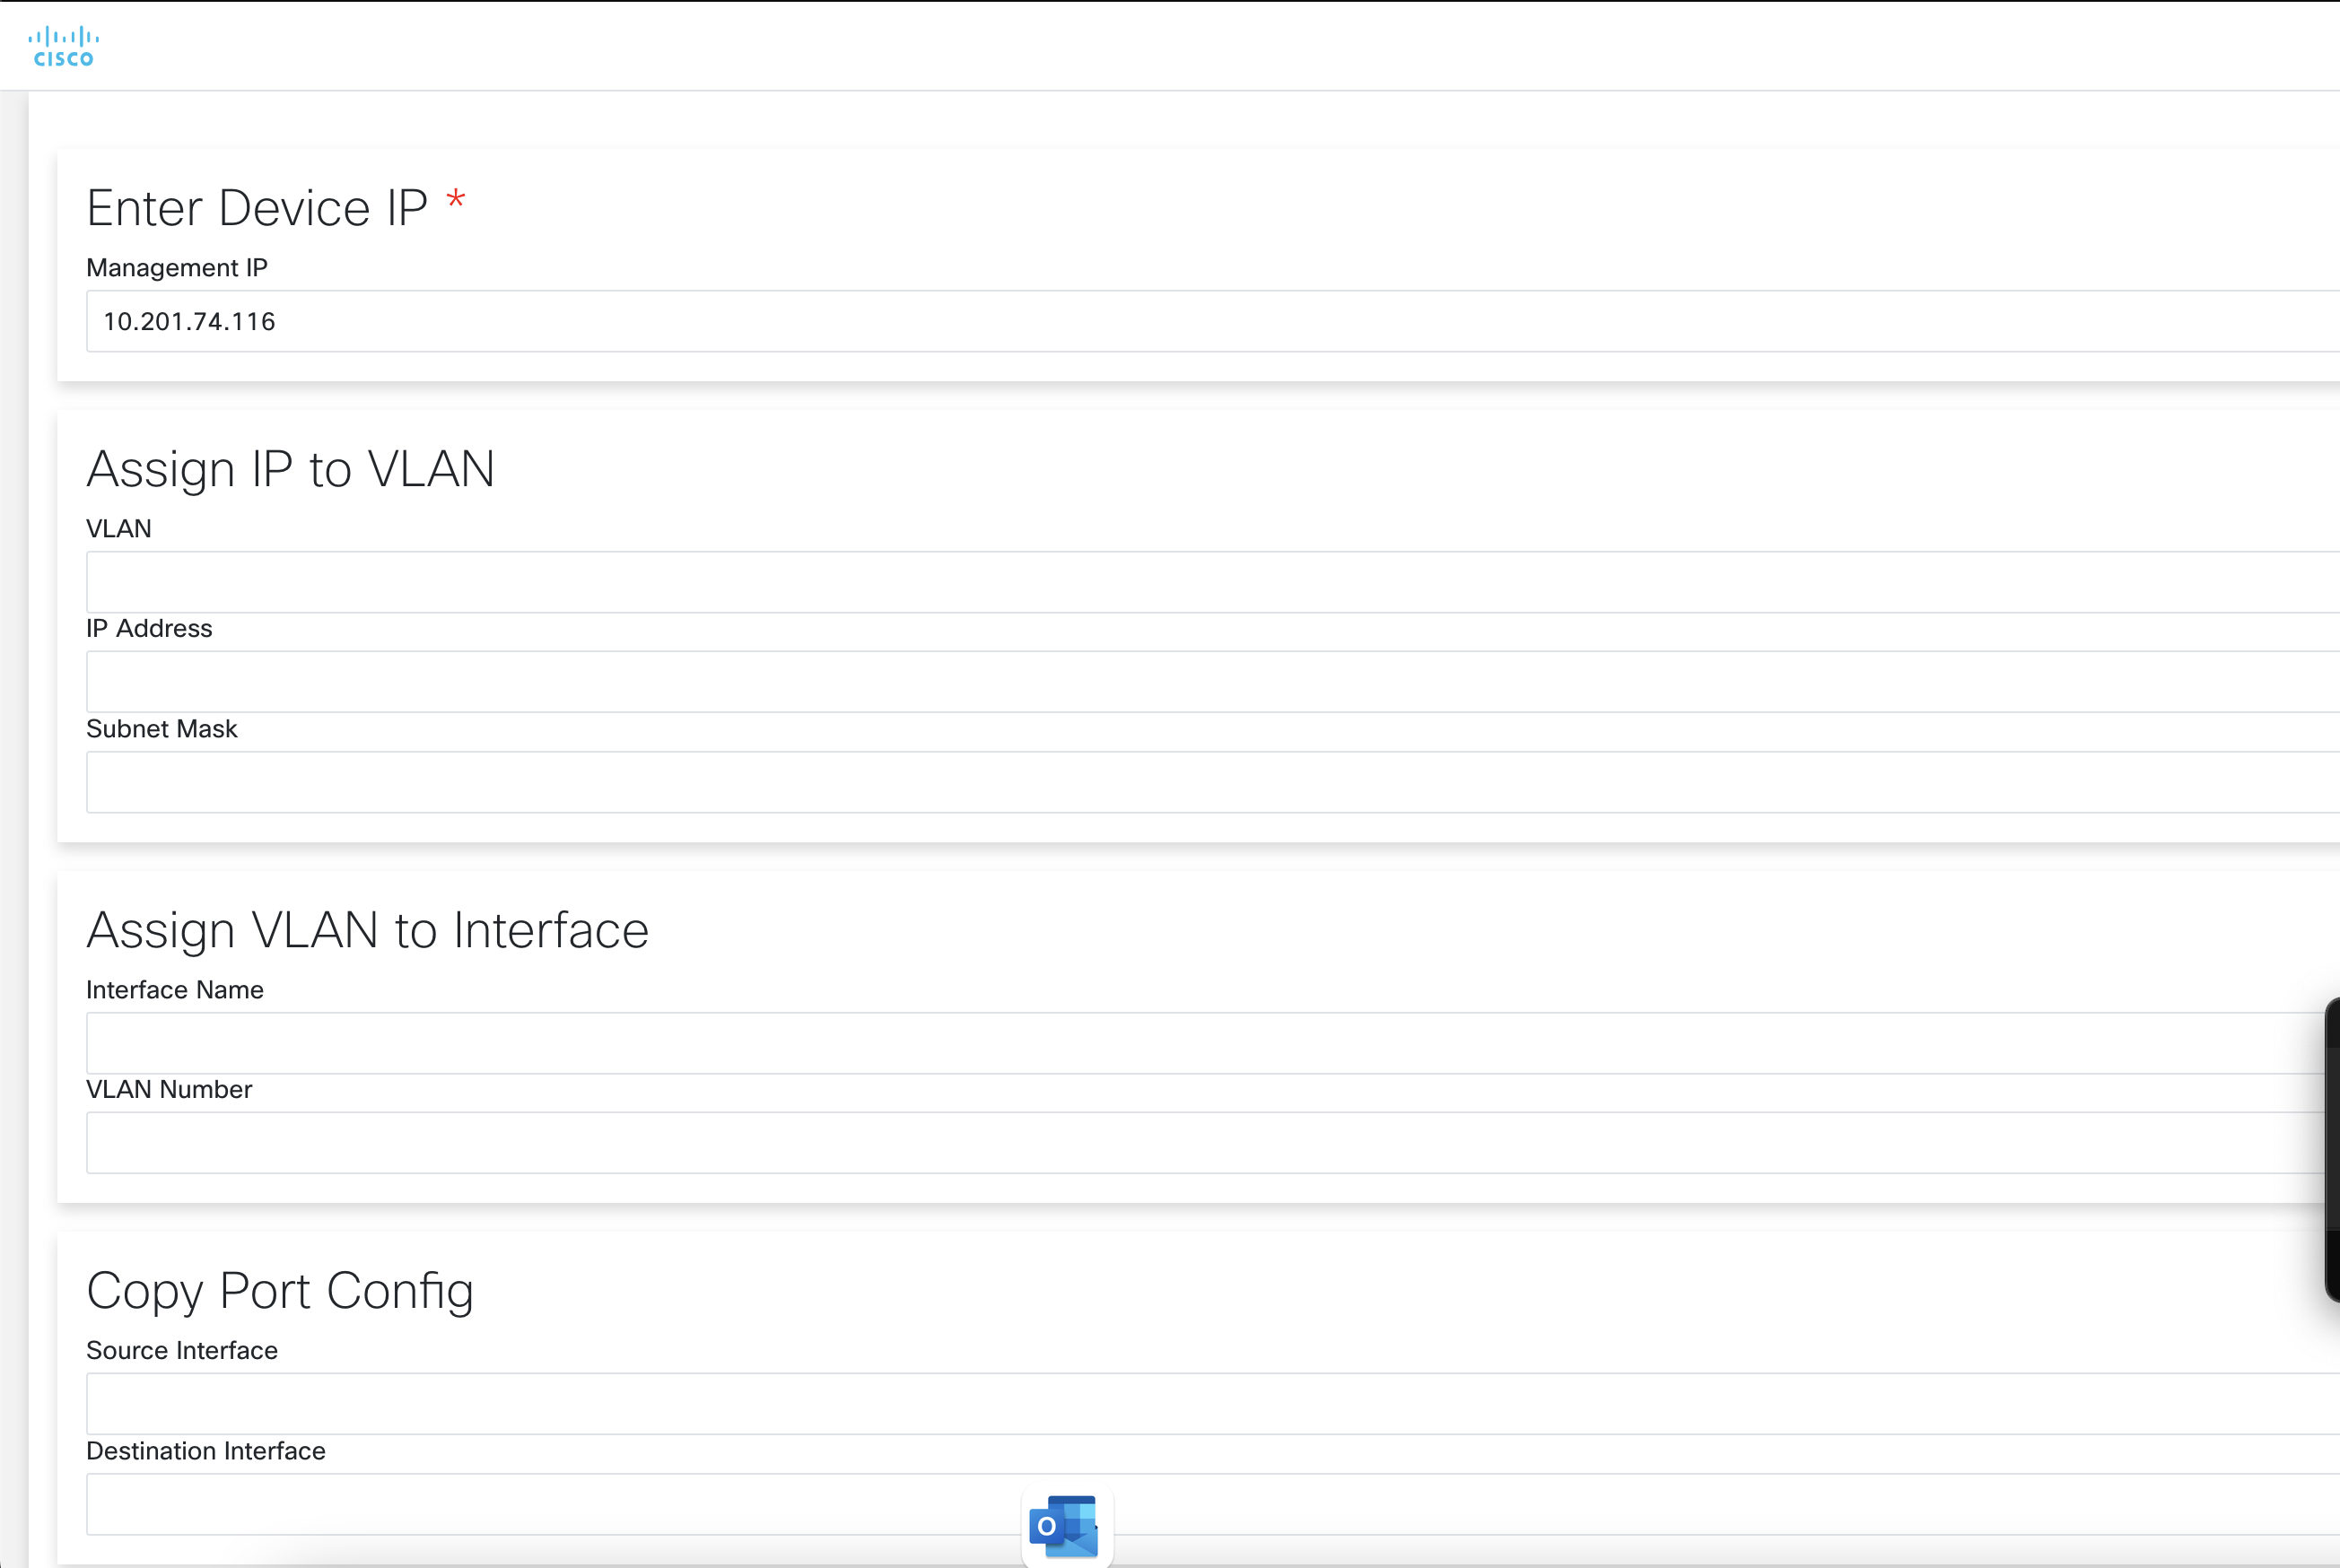 cisco
Enter Device IP *
Management IP
10.201.74.116
Assign IP to VLAN
VLAN
IP Address
Subnet Mask
Assign VLAN to Interface
Interface Name
VLAN Number
Copy Port Config
Source Interface
Destination Interface
O